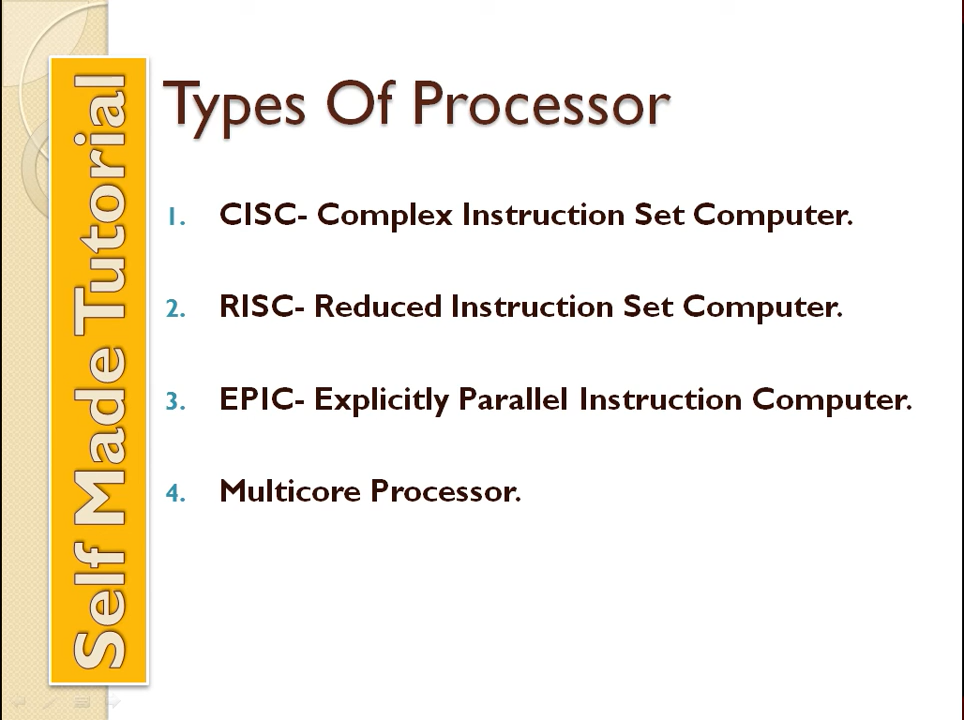 Self Made Tutorial
Types Of Processor
1. CISC- Complex Instruction Set Computer.
2. RISC- Reduced Instruction Set Computer.
3. EPIC- Explicitly Parallel Instruction Computer.
4. Multicore Processor.